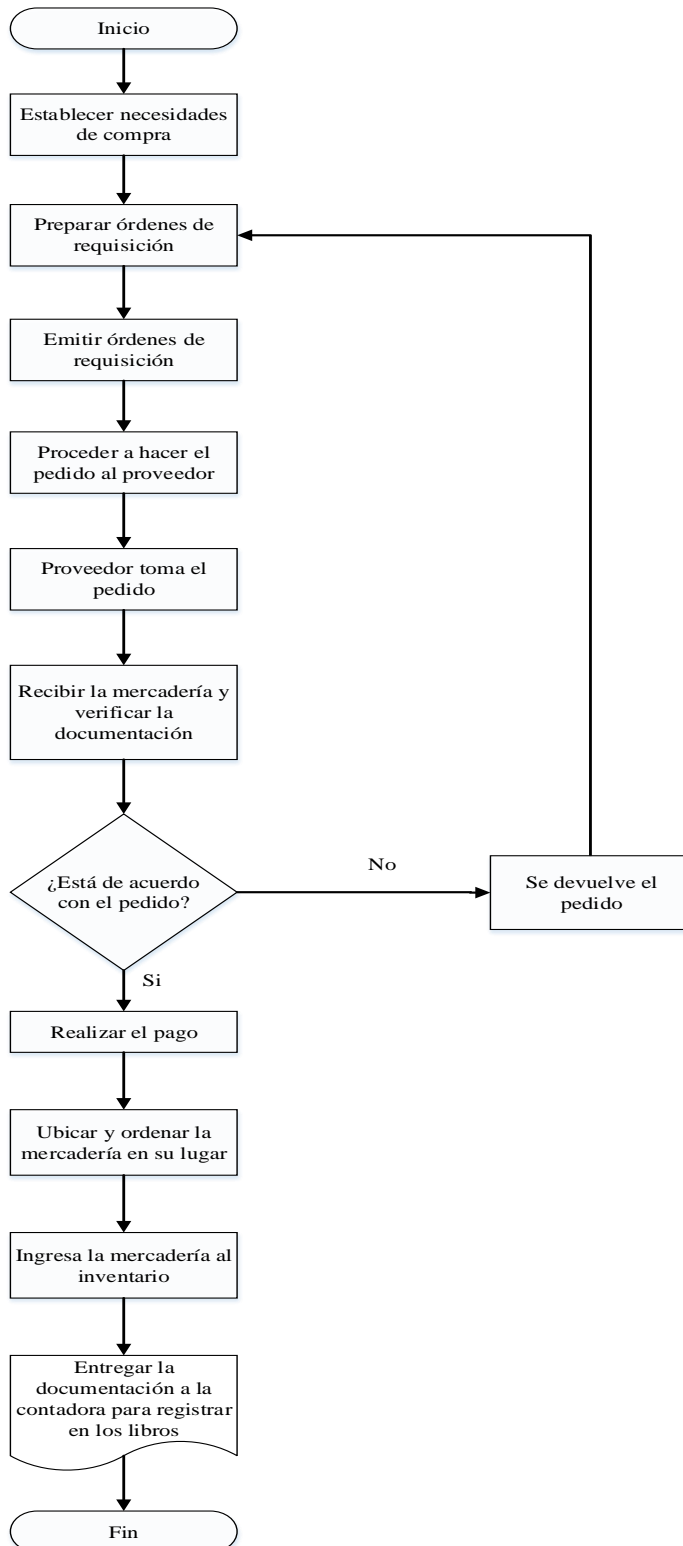 Inicio
Establecer necesidades
de compra
Preparar órdenes de
requisición
Emitir órdenes de
requisición
Proceder a hacer el
pedido al proveedor
Proveedor toma el
pedido
Recibir la mercadería y
verificar la
documentación
¿Está de acuerdo
con el pedido?
No
Se devuelve el
pedido
Si
Realizar el pago
Ubicar y ordenar la
mercadería en su lugar
Ingresa la mercadería al
inventario
Entregar la
documentación a la
contadora para registrar
en los libros
Fin